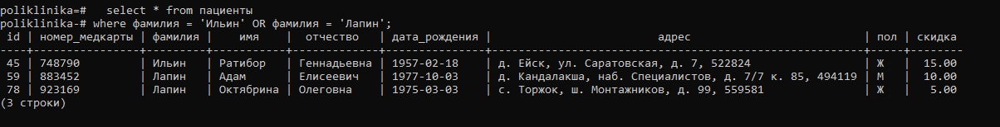 poliklinika=#   select * from пациенты
poliklinika-# where фамилия = 'Ильин' OR фамилия = 'Лапин';
 id | номер_медкарты | фамилия |    имя    |  отчество   | дата_рождения |                          адрес                          | пол | скидка
----+----------------+---------+-----------+-------------+---------------+---------------------------------------------------------+-----+--------
 45 | 748790         | Ильин   | Ратибор   | Геннадьевна | 1957-02-18    | д. Ейск, ул. Саратовская, д. 7, 522824                  | Ж   |  15.00
 59 | 883452         | Лапин   | Адам      | Елисеевич   | 1977-10-03    | д. Кандалакша, наб. Специалистов, д. 7/7 к. 85, 494119 | М   |  10.00
 78 | 923169         | Лапин   | Октябрина | Олеговна    | 1975-03-03    | с. Торжок, ш. Монтажников, д. 99, 559581                | Ж   |   5.00
(3 строки)